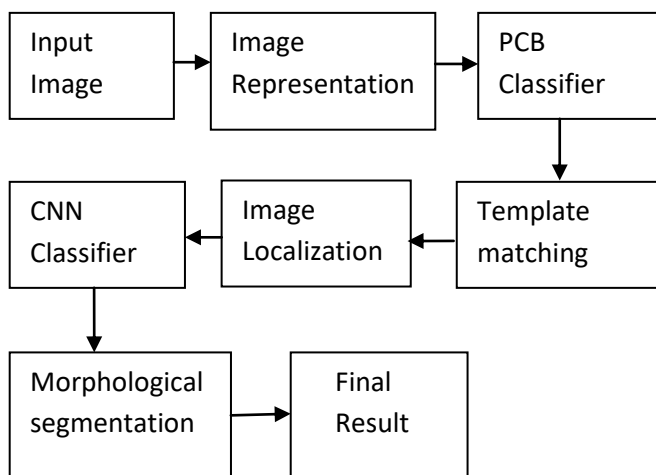 Input
Image
Image
Representation
PCB
Classifier
Template
matching
Image
Localization
CNN
Classifier
Morphological
segmentation
Final
Result